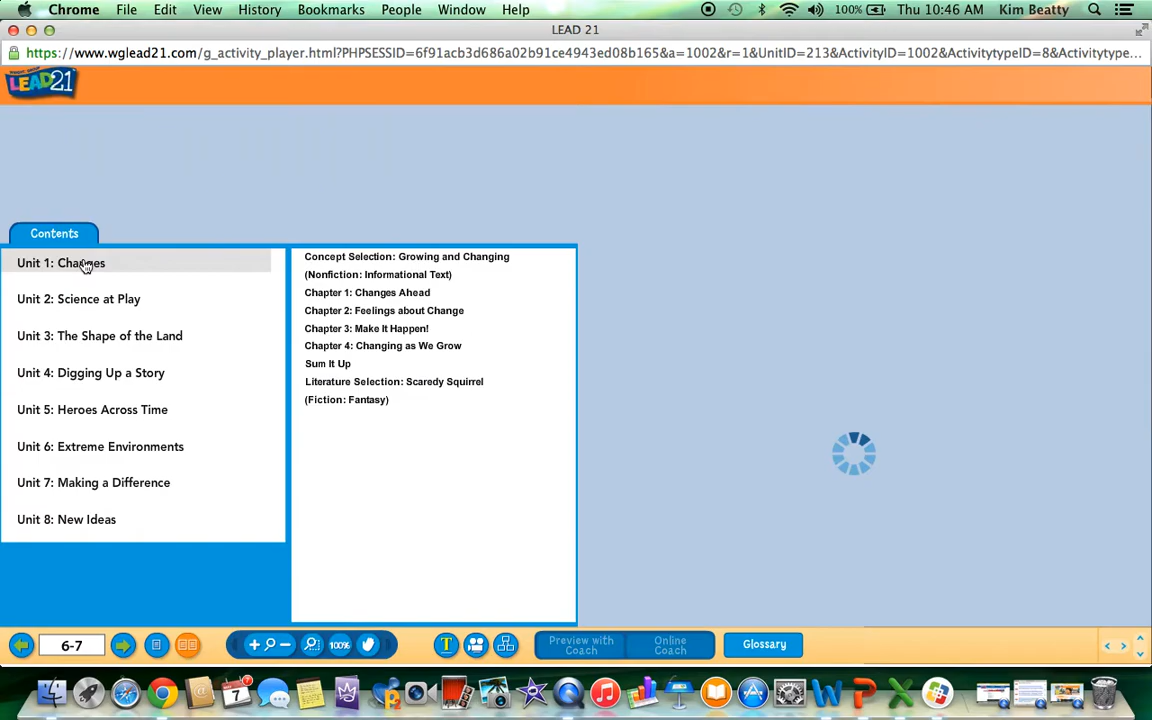 Chrome File Edit View History Bookmarks People Window Help 100% Thu 10:46 AM Kim Beatty
LEAD 21
https://www.wglead21.com/g_activity_player.html?PHPSESSID=6f91acb3d686a02b91ce4943ed08b165&a=1002&r=1&UnitID=213&ActivityID=1002&ActivitytypeID=8&Activitytype...
LEAD21
Contents
Unit 1: Changes
Unit 2: Science at Play
Unit 3: The Shape of the Land
Unit 4: Digging Up a Story
Unit 5: Heroes Across Time
Unit 6: Extreme Environments
Unit 7: Making a Difference
Unit 8: New Ideas
Concept Selection: Growing and Changing
(Nonfiction: Informational Text)
Chapter 1: Changes Ahead
Chapter 2: Feelings about Change
Chapter 3: Make It Happen!
Chapter 4: Changing as We Grow
Sum It Up
Literature Selection: Scaredy Squirrel
(Fiction: Fantasy)
6-7 100% T
Preview with
Coach
Online
Coach
Glossary
7